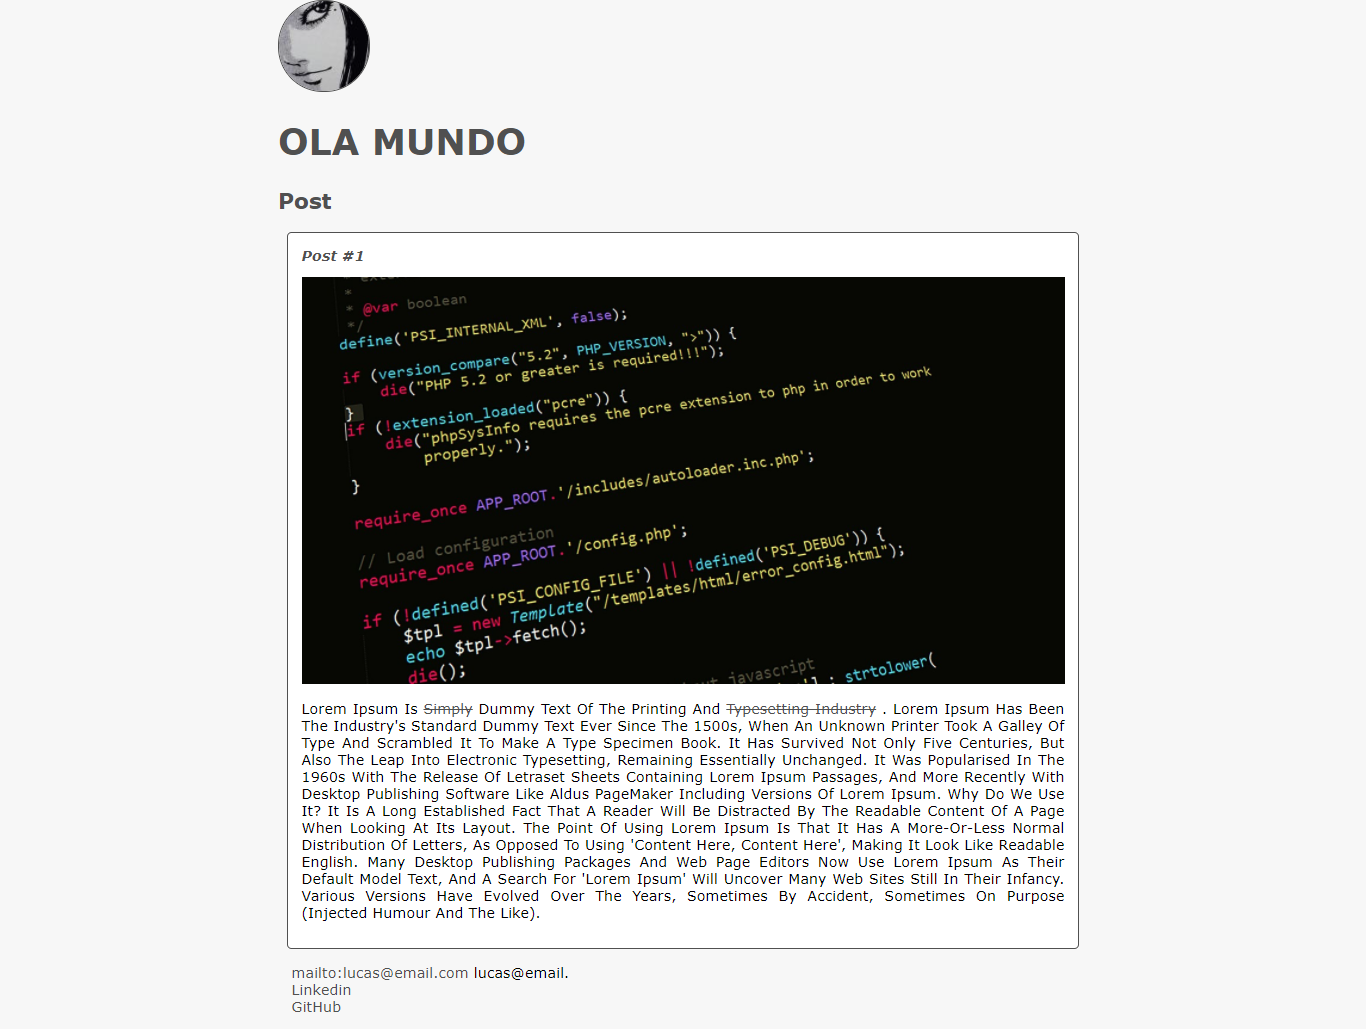 OLA MUNDO
Post
Post #1
*
* @var boolean
*/
define('PSI_INTERNAL_XML', false);
if (version_compare("5.2", PHP_VERSION, ">")) {
die("PHP 5.2 or greater is required!!!");
}
if (!extension_loaded("pcre")) {
die("phpSysInfo requires the pcre extension to php in order to work
properly.");
}
require_once APP_ROOT.'/includes/autoloader.inc.php';
// Load configuration
require_once APP_ROOT.'/config.php';
if (!defined('PSI_CONFIG_FILE') || !defined('PSI_DEBUG')) {
$tpl = new Template("/templates/html/error_config.html");
echo $tpl->fetch();
die();
javascript
strtolower(
Lorem Ipsum Is Simply Dummy Text Of The Printing And Typesetting Industry . Lorem Ipsum Has Been
The Industry's Standard Dummy Text Ever Since The 1500s, When An Unknown Printer Took A Galley Of
Type And Scrambled It To Make A Type Specimen Book. It Has Survived Not Only Five Centuries, But
Also The Leap Into Electronic Typesetting, Remaining Essentially Unchanged. It Was Popularised In The
1960s With The Release Of Letraset Sheets Containing Lorem Ipsum Passages, And More Recently With
Desktop Publishing Software Like Aldus PageMaker Including Versions Of Lorem Ipsum. Why Do We Use
It? It Is A Long Established Fact That A Reader Will Be Distracted By The Readable Content Of A Page
When Looking At Its Layout. The Point Of Using Lorem Ipsum Is That It Has A More-Or-Less Normal
Distribution Of Letters, As Opposed To Using 'Content Here, Content Here', Making It Look Like Readable
English. Many Desktop Publishing Packages And Web Page Editors Now Use Lorem Ipsum As Their
Default Model Text, And A Search For 'Lorem Ipsum' Will Uncover Many Web Sites Still In Their Infancy.
Various Versions Have Evolved Over The Years, Sometimes By Accident, Sometimes On Purpose
(Injected Humour And The Like).
mailto:lucas@email.com lucas@email.
Linkedin
GitHub